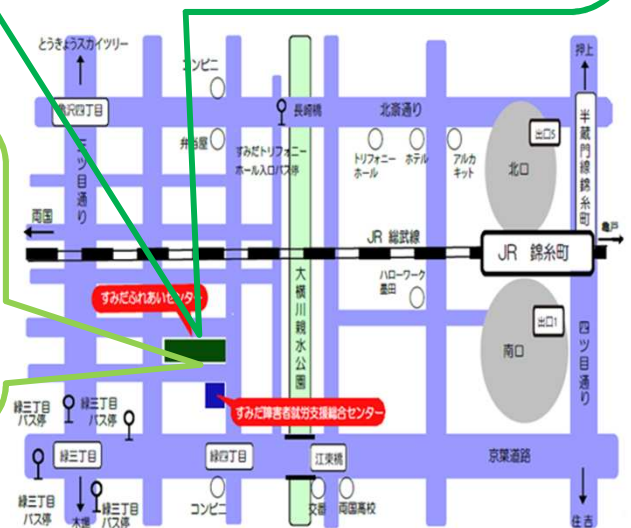 とうきょうスカイツリー
コンビニ
押上
亀沢四丁目
長崎橋
北斎通り
弁当屋
すみだトリフォニー
ホール入口バス停
トリフォニー
ホール
ホテル
アルカ
キット
北口
出口5
半蔵門線錦糸町
三ツ目通り
両国
JR 総武線
JR 錦糸町
亀戸
大横川親水公園
ハローワーク
墨田
すみだふれあいセンター
南口
出口1
四ツ目通り
すみだ障害者就労支援総合センター
緑三丁目
バス停
緑三丁目
バス停
緑三丁目
緑四丁目
江東橋
京葉道路
緑三丁目
バス停
木場
緑三丁目
バス停
コンビニ
交番
両国高校
住吉